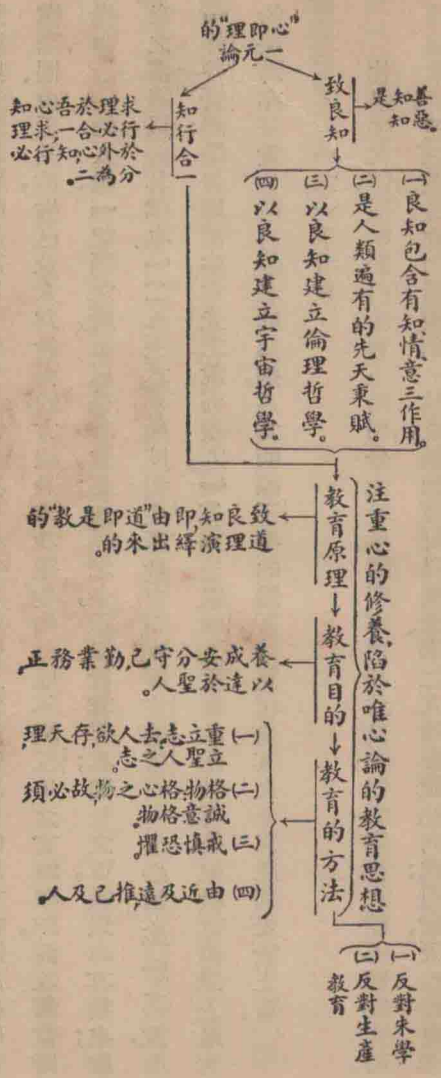 "心即理"的
一元論
致良知
是知善
知惡。
(一)良知包含有知、情、意三作用。
(二)是人類遍有的先天秉賦。
(三)以良知建立倫理哲學。
(四)以良知建立宇宙哲學。
知行合一
求理於吾心知
行必合一,求理
於心外,知行必
分為二。
注重心的修養,陷於唯心論的教育思想
教育原理
致良知,即由"道即是教"的
道理演繹出來的。
教育目的
養成安分守己,勤業務正,
以達於聖人。
教育的方法
(一)重立志,去人欲,存天理,
立聖人之志。
(二)格物,格心之物,故必須
誠意格物。
(三)戒慎恐懼。
(四)由近及遠,推己及人。
(一)反對朱學
(二)反對生產
教育